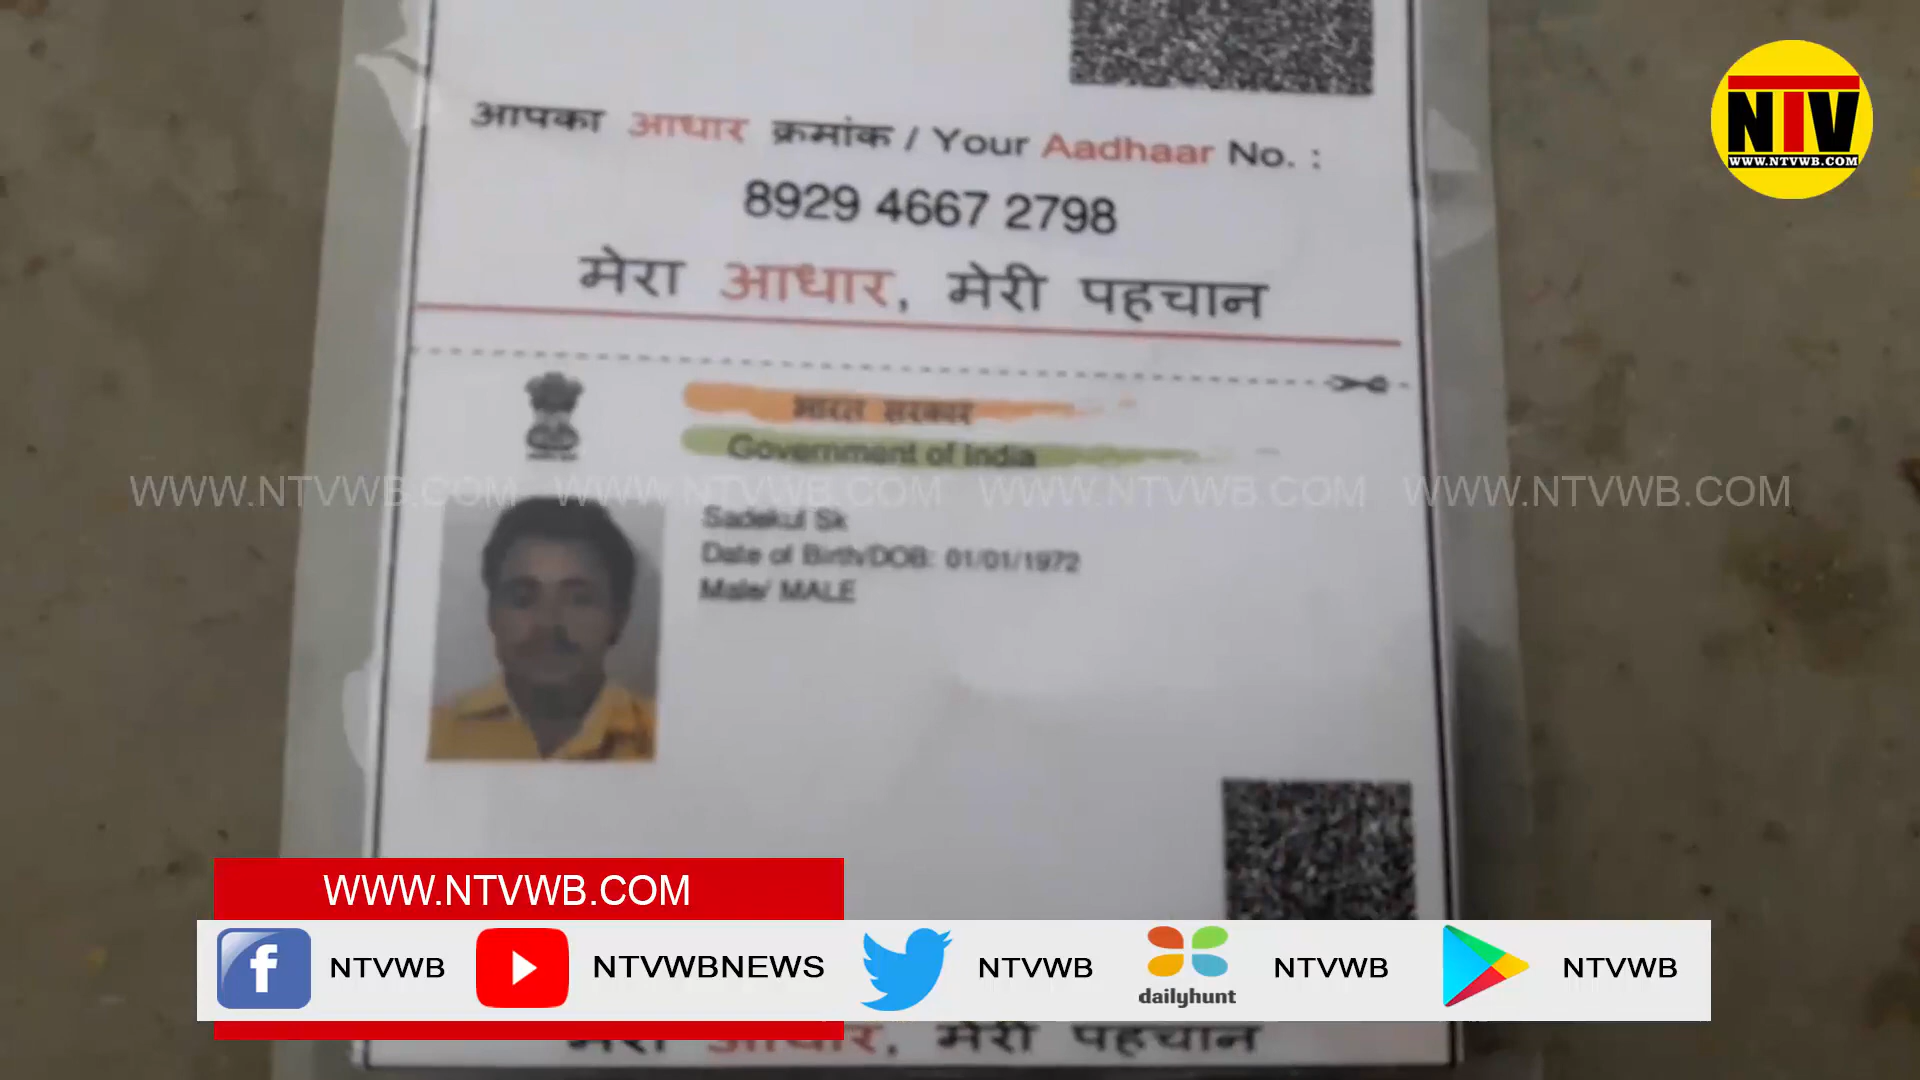 आपका आधार क्रमांक / Your Aadhaar No. :
8929 4667 2798
मेरा आधार, मेरी पहचान
NTV
WWW.NTVWB.COM
भारत सरकार
Government of India
WWW.NTVWB.COM WWW.NTVWB.COM WWW.NTVWB.COM WWW.NTVWB.COM
Sadekul Sk
Date of Birth/DOB: 01/01/1972
Male/ MALE
WWW.NTVWB.COM
NTVWB NTVWBNEWS NTVWB dailyhunt NTVWB NTVWB
मेरा आधार, मेरी पहचान